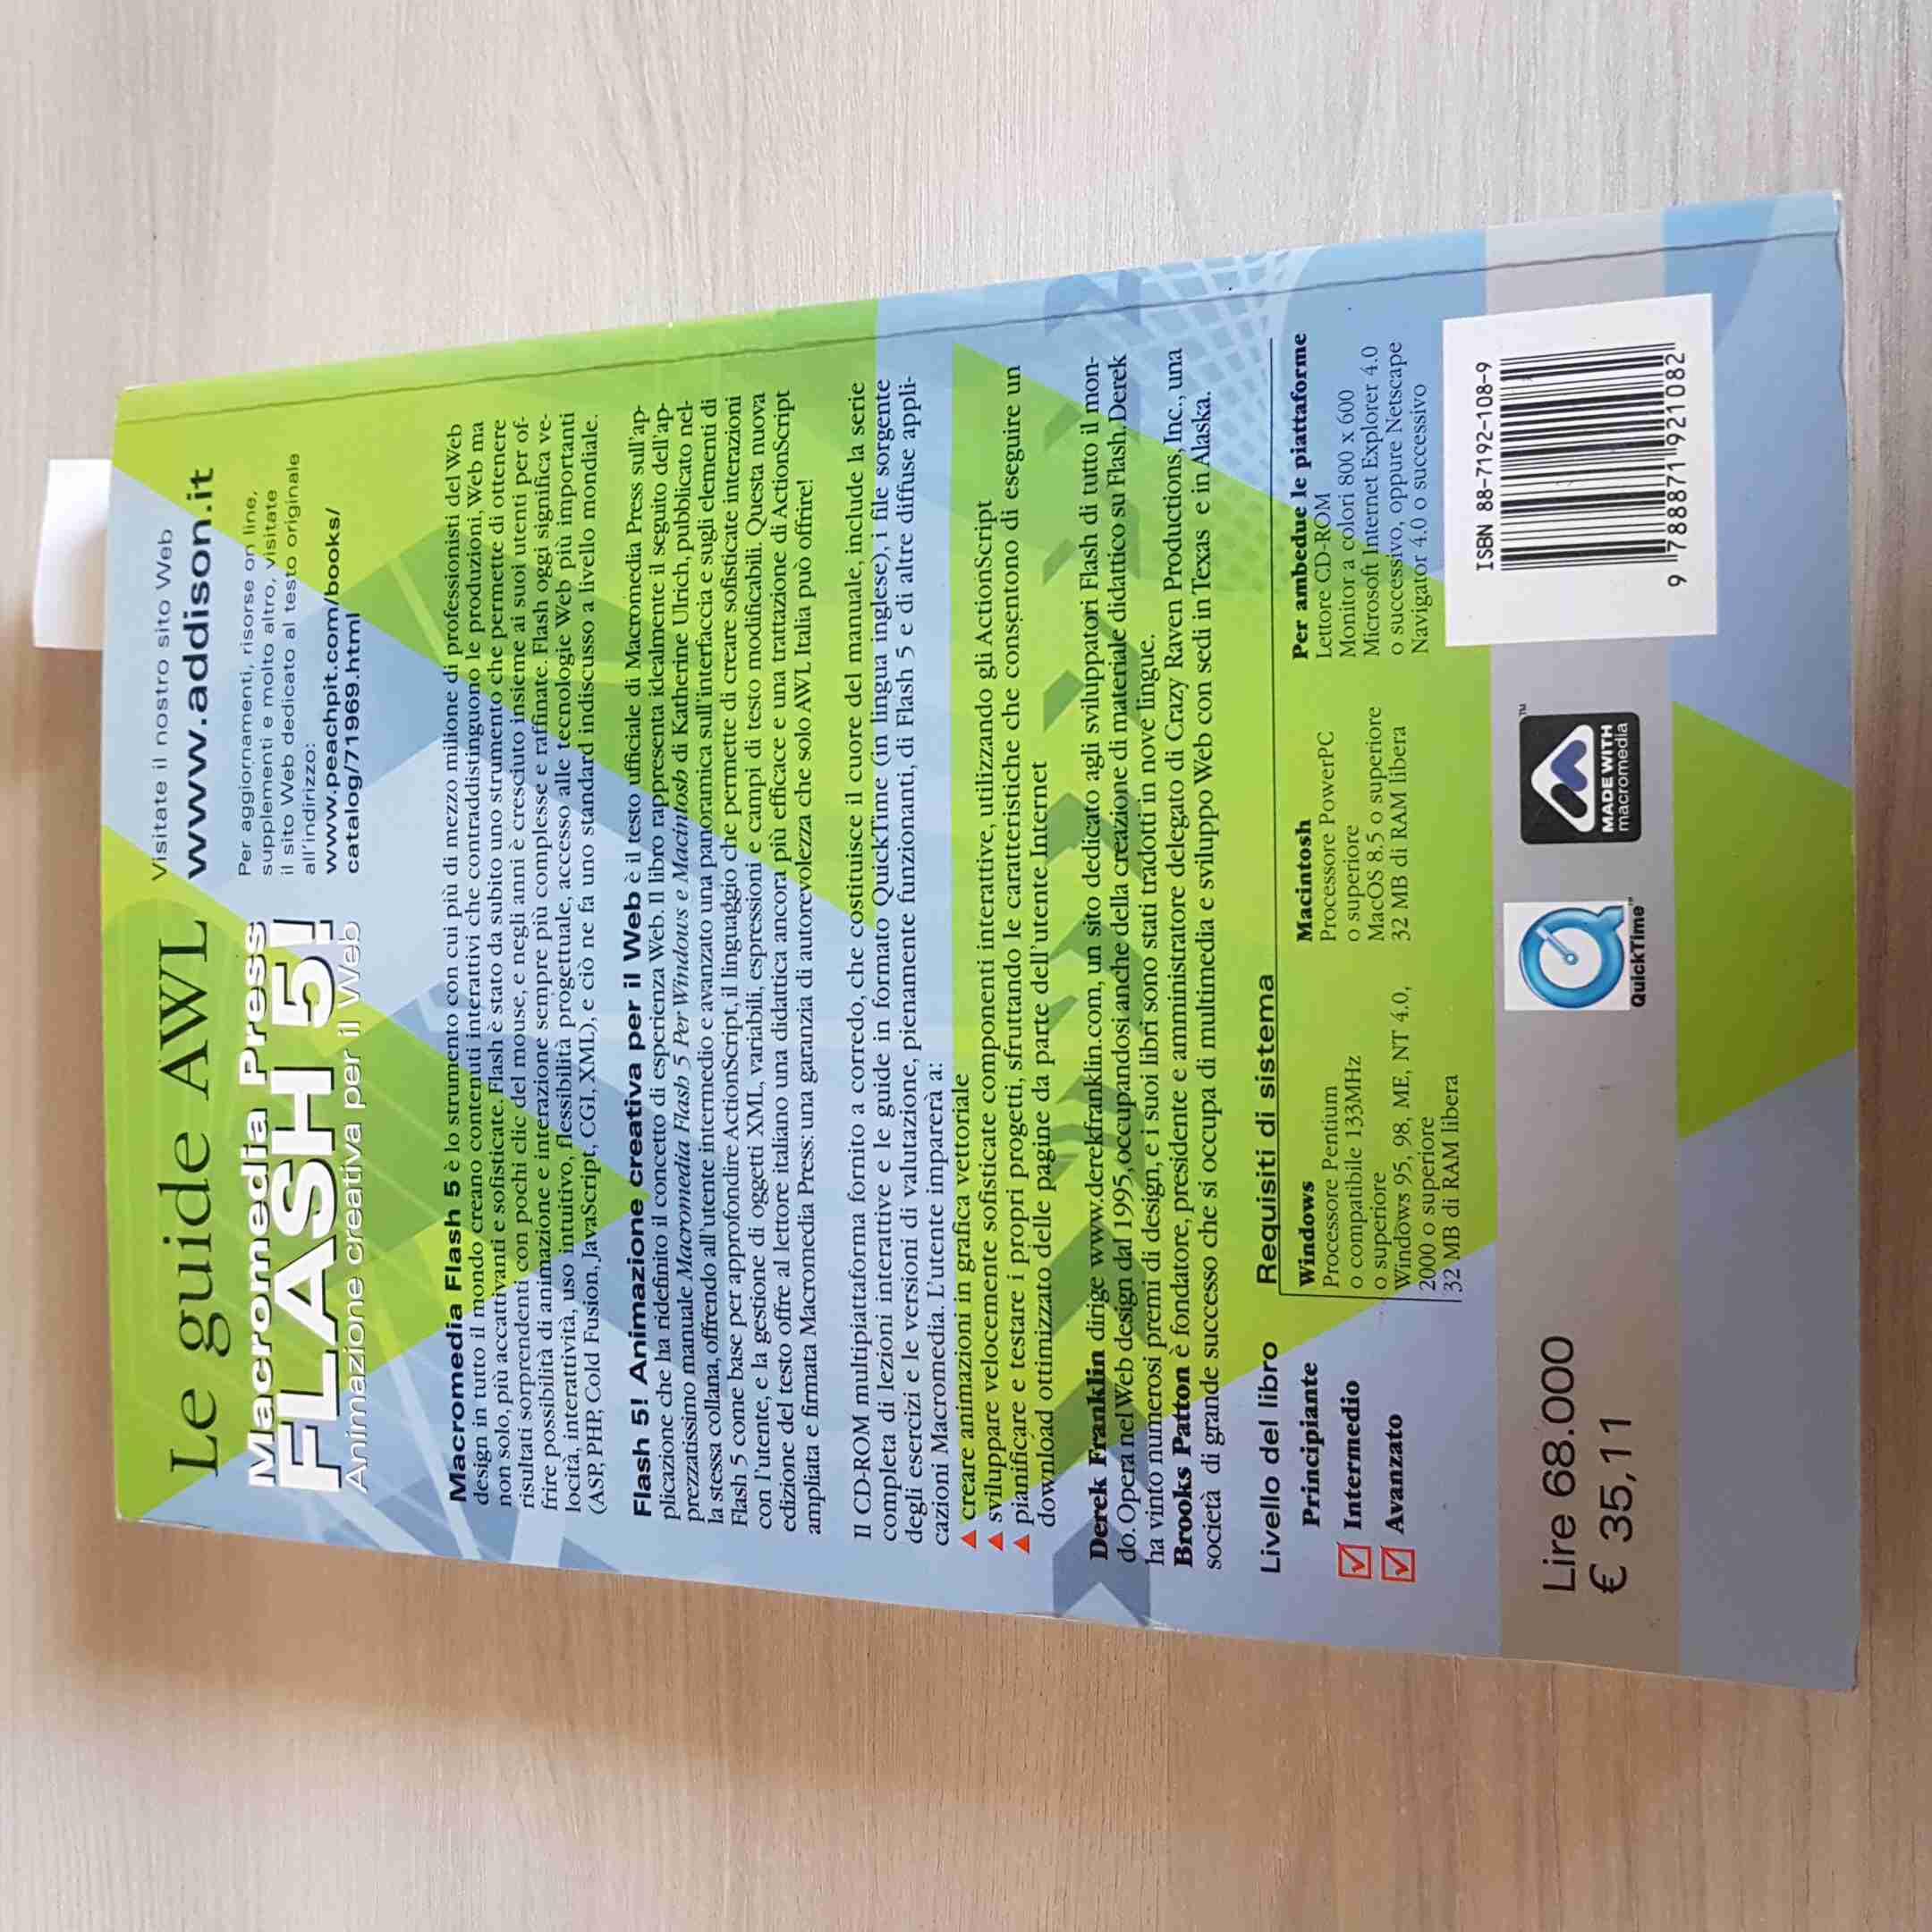 Le guide AWL
Macromedia Press
FLASH 5!
Animazione creativa per il Web
Visitate il nostro sito Web
www.addison.it
Per aggiornamenti, risorse on line,
supplementi e molto altro, visitate
il sito Web dedicato al testo originale
all'indirizzo:
www.peachpit.com/books/
catalog/71969.html
Macromedia Flash 5 è lo strumento con cui più di mezzo milione di professionisti del Web
design in tutto il mondo creano contenuti interattivi che contraddistinguono le produzioni Web ma
non solo, più accattivanti e sofisticate. Flash è stato da subito uno strumento che permette di ottenere
risultati sorprendenti con pochi clic del mouse, e negli anni è cresciuto insieme ai suoi utenti per of-
frire possibilità di animazione e interazione sempre più complesse e raffinate. Flash oggi significa ve-
locità, interattività, uso intuitivo, flessibilità progettuale, accesso alle tecnologie Web più importanti
(ASP, PHP, Cold Fusion, JavaScript, CGI, XML), e ciò ne fa uno standard indiscusso a livello mondiale.
Flash 5! Animazione creativa per il Web è il testo ufficiale di Macromedia Press sull'ap-
plicazione che ha ridefinito il concetto di esperienza Web. Il libro rappresenta idealmente il seguito dell'ap-
prezzatissimo manuale Macromedia Flash 5 Per Windows e Macintosh di Katherine Ulrich, pubblicato nel-
la stessa collana, offrendo all'utente intermedio e avanzato una panoramica sull'interfaccia e sugli elementi di
Flash 5 come base per approfondire ActionScript, il linguaggio che permette di creare sofisticate interazioni
con l'utente, e la gestione di oggetti XML, variabili, espressioni e campi di testo modificabili. Questa nuova
edizione del testo offre al lettore italiano una didattica ancora più efficace e una trattazione di ActionScript
ampliata e firmata Macromedia Press: una garanzia di autorevolezza che solo AWL Italia può offrire!
Il CD-ROM multipiattaforma fornito a corredo, che costituisce il cuore del manuale, include la serie
completa di lezioni interattive e le guide in formato QuickTime (in lingua inglese), i file sorgente
degli esercizi e le versioni di valutazione, pienamente funzionanti, di Flash 5 e di altre diffuse appli-
cazioni Macromedia. L'utente imparerà a:
▲ creare animazioni in grafica vettoriale
▲ sviluppare velocemente sofisticate componenti interattive, utilizzando gli ActionScript
▲ pianificare e testare i propri progetti, sfruttando le caratteristiche che consentono di eseguire un
download ottimizzato delle pagine da parte dell'utente Internet
Derek Franklin dirige www.derekfranklin.com, un sito dedicato agli sviluppatori Flash di tutto il mon-
do. Opera nel Web design dal 1995, occupandosi anche della creazione di materiale didattico su Flash. Derek
ha vinto numerosi premi di design, e i suoi libri sono stati tradotti in nove lingue.
Brooks Patton è fondatore, presidente e amministratore delegato di Crazy Raven Productions, Inc., una
società di grande successo che si occupa di multimedia e sviluppo Web con sedi in Texas e in Alaska.
Livello del libro
Principiante
Intermedio
Avanzato
Requisiti di sistema
Windows
Processore Pentium
o compatibile 133MHz
o superiore
Windows 95, 98, ME, NT 4.0,
2000 o superiore
32 MB di RAM libera
Macintosh
Processore PowerPC
o superiore
MacOS 8.5 o superiore
32 MB di RAM libera
Per ambedue le piattaforme
Lettore CD-ROM
Monitor a colori 800 x 600
Microsoft Internet Explorer 4.0
o successivo, oppure Netscape
Navigator 4.0 o successivo
Lire 68.000
€ 35,11
QuickTime™
MADE WITH
macromedia
TM
ISBN 88-7192-108-9
9 788871 921082